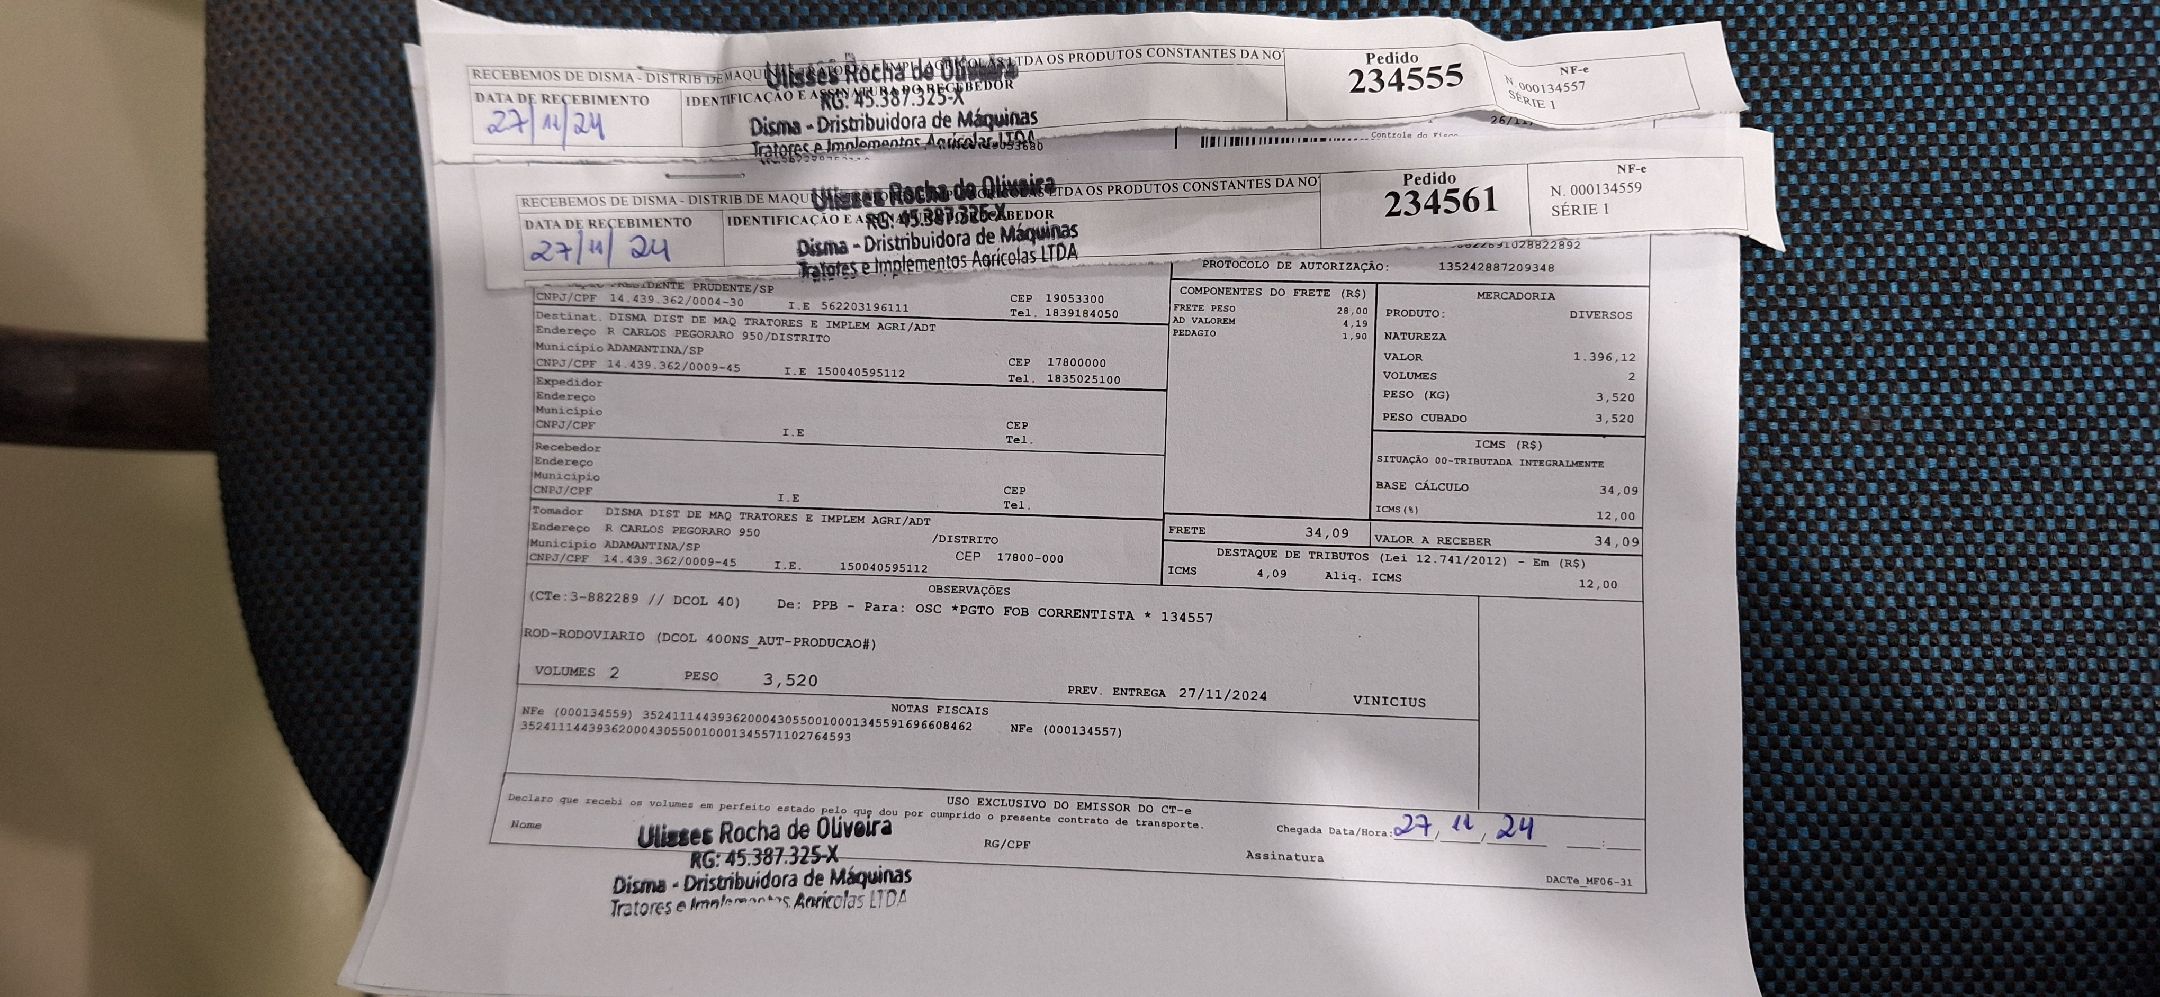 RECEBEMOS DE DISMA - DISTRIB DE MAQU LTDA OS PRODUTOS CONSTANTES DA NO
Ulisses Rocha de Oliveira
DATA DE RECEBIMENTO
IDENTIFICAÇÃO E ASSINATURA DO RECEBEDOR
RG: 45.387.325-X
27/11/24
Disma - Dristribuidora de Máquinas
Tratores e Implementos Agrícolas LTDA
Pedido
234555
NF-e
N. 000134557
SÉRIE 1
26/11
Controle do Fisco
RECEBEMOS DE DISMA - DISTRIB DE MAQU LTDA OS PRODUTOS CONSTANTES DA NO
Ulisses Rocha de Oliveira
DATA DE RECEBIMENTO
IDENTIFICAÇÃO E ASSINATURA DO RECEBEDOR
RG: 45.387.325-X
27/11/24
Disma - Dristribuidora de Máquinas
Tratores e Implementos Agrícolas LTDA
Pedido
234561
NF-e
N. 000134559
SÉRIE 1
1028822892
PROTOCOLO DE AUTORIZAÇÃO: 135242887209348
PRESIDENTE PRUDENTE/SP
CNPJ/CPF 14.439.362/0004-30 I.E 562203196111 CEP 19053300
Tel. 1839184050
Destinat. DISMA DIST DE MAQ TRATORES E IMPLEM AGRI/ADT
Endereço R CARLOS PEGORARO 950/DISTRITO
Município ADAMANTINA/SP
CEP 17800000
CNPJ/CPF 14.439.362/0009-45 I.E 150040595112 Tel. 1835025100
Expedidor
Endereço
Município
CNPJ/CPF I.E CEP
Tel.
Recebedor
Endereço
Município
CNPJ/CPF I.E CEP
Tel.
Tomador DISMA DIST DE MAQ TRATORES E IMPLEM AGRI/ADT
Endereço R CARLOS PEGORARO 950 /DISTRITO
Município ADAMANTINA/SP CEP 17800-000
CNPJ/CPF 14.439.362/0009-45 I.E. 150040595112
COMPONENTES DO FRETE (R$)
FRETE PESO 28,00
AD VALOREM 4,19
PEDAGIO 1,90
MERCADORIA
PRODUTO: DIVERSOS
NATUREZA
VALOR 1.396,12
VOLUMES 2
PESO (KG) 3,520
PESO CUBADO 3,520
ICMS (R$)
SITUAÇÃO 00-TRIBUTADA INTEGRALMENTE
BASE CÁLCULO 34,09
ICMS(%) 12,00
FRETE 34,09
VALOR A RECEBER 34,09
DESTAQUE DE TRIBUTOS (Lei 12.741/2012) - Em (R$)
ICMS 4,09 Aliq. ICMS 12,00
OBSERVAÇÕES
(CTe:3-882289 // DCOL 40) De: PPB - Para: OSC *PGTO FOB CORRENTISTA * 134557
ROD-RODOVIARIO (DCOL 400NS_AUT-PRODUCAO#)
VOLUMES 2 PESO 3,520 PREV. ENTREGA 27/11/2024 VINICIUS
NOTAS FISCAIS
NFe (000134559) 35241114439362000430550010001345591696608462 NFe (000134557)
35241114439362000430550010001345571102764593
USO EXCLUSIVO DO EMISSOR DO CT-e
Declaro que recebi os volumes em perfeito estado pelo que dou por cumprido o presente contrato de transporte.
Nome RG/CPF Assinatura
Chegada Data/Hora: 27/11/24 __:__
Ulisses Rocha de Oliveira
RG: 45.387.325-X
Disma - Dristribuidora de Máquinas
Tratores e Implementos Agrícolas LTDA
DACTe_MF06-31